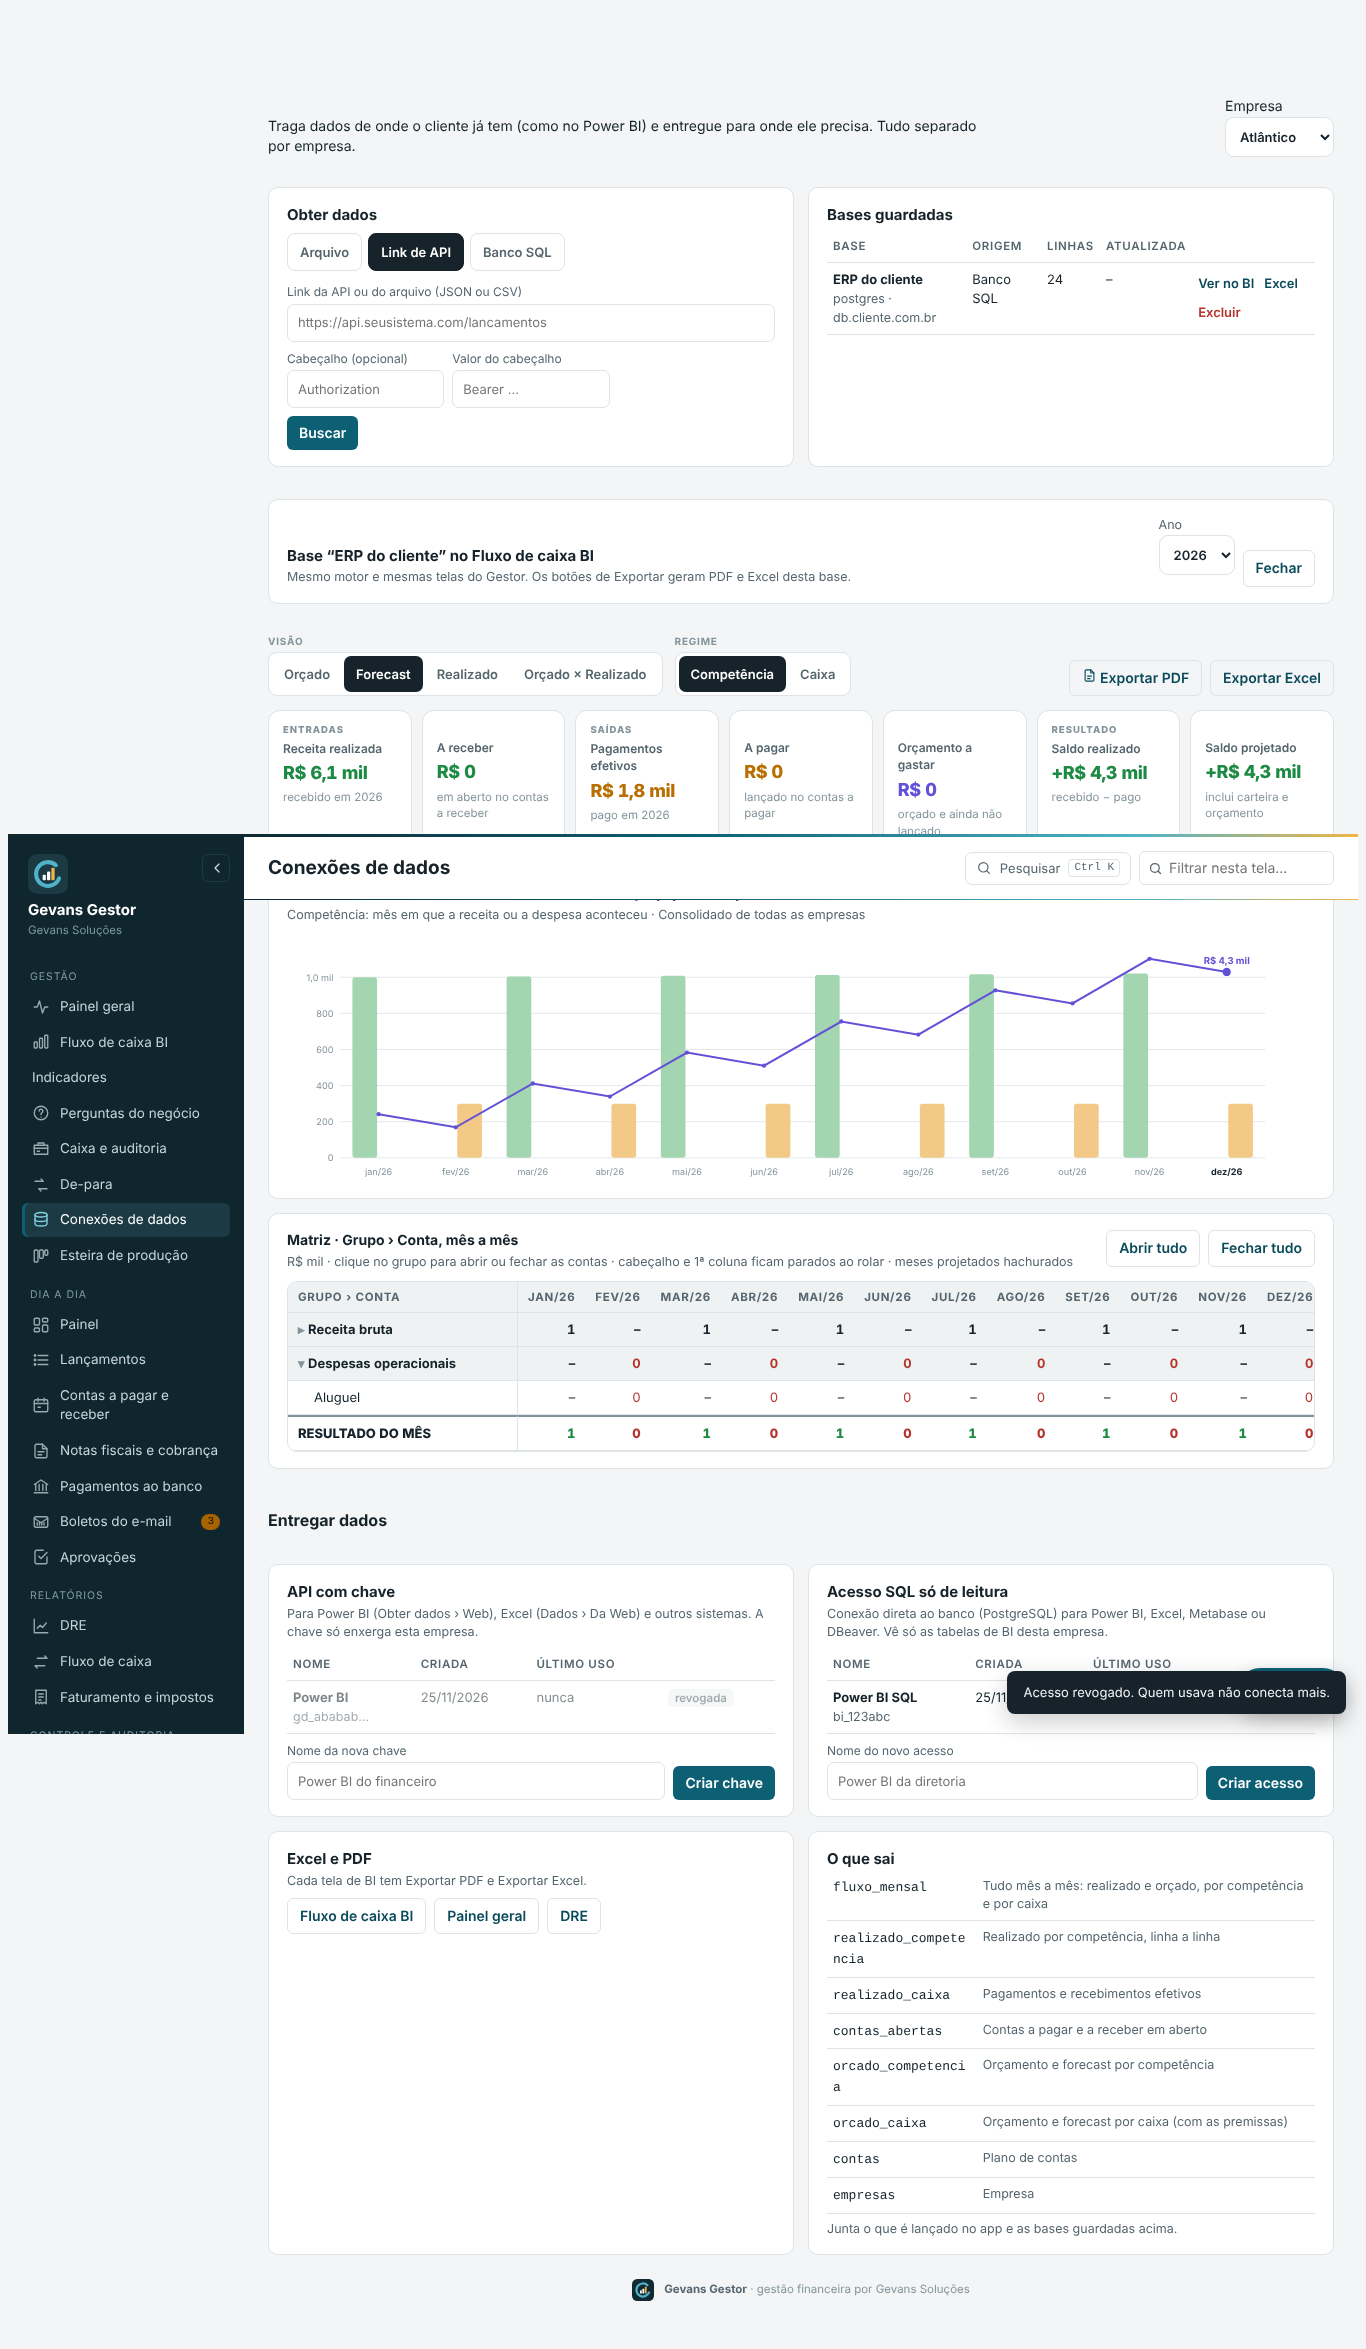 Empresa
Traga dados de onde o cliente já tem (como no Power BI) e entregue para onde ele precisa. Tudo separado
por empresa.
Atlântico
Obter dados
Arquivo
Link de API
Banco SQL
Link da API ou do arquivo (JSON ou CSV)
https://api.seusistema.com/lancamentos
Cabeçalho (opcional)
Valor do cabeçalho
Authorization
Bearer ...
Buscar
Bases guardadas
BASE ORIGEM LINHAS ATUALIZADA
ERP do cliente
postgres ·
db.cliente.com.br
Banco
SQL
24
–
Ver no BI
Excel
Excluir
Base “ERP do cliente” no Fluxo de caixa BI
Mesmo motor e mesmas telas do Gestor. Os botões de Exportar geram PDF e Excel desta base.
Ano
2026
Fechar
VISÃO
Orçado
Forecast
Realizado
Orçado × Realizado
REGIME
Competência
Caixa
Exportar PDF
Exportar Excel
ENTRADAS
Receita realizada
R$ 6,1 mil
recebido em 2026
A receber
R$ 0
em aberto no contas
a receber
SAÍDAS
Pagamentos
efetivos
R$ 1,8 mil
pago em 2026
A pagar
R$ 0
lançado no contas a
pagar
Orçamento a
gastar
R$ 0
orçado e ainda não
lançado
RESULTADO
Saldo realizado
+R$ 4,3 mil
recebido − pago
Saldo projetado
+R$ 4,3 mil
inclui carteira e
orçamento
Gevans Gestor
Gevans Soluções
GESTÃO
Painel geral
Fluxo de caixa BI
Indicadores
Perguntas do negócio
Caixa e auditoria
De-para
Conexões de dados
Esteira de produção
DIA A DIA
Painel
Lançamentos
Contas a pagar e
receber
Notas fiscais e cobrança
Pagamentos ao banco
Boletos do e-mail 3
Aprovações
RELATÓRIOS
DRE
Fluxo de caixa
Faturamento e impostos
CONTROLE E AUDITORIA
Conexões de dados
Pesquisar Ctrl K
Filtrar nesta tela...
Competência: mês em que a receita ou a despesa aconteceu · Consolidado de todas as empresas
R$ 4,3 mil
1,0 mil
800
600
400
200
0
jan/26 fev/26 mar/26 abr/26 mai/26 jun/26 jul/26 ago/26 set/26 out/26 nov/26 dez/26
Matriz · Grupo › Conta, mês a mês
R$ mil · clique no grupo para abrir ou fechar as contas · cabeçalho e 1ª coluna ficam parados ao rolar · meses projetados hachurados
Abrir tudo
Fechar tudo
GRUPO › CONTA JAN/26 FEV/26 MAR/26 ABR/26 MAI/26 JUN/26 JUL/26 AGO/26 SET/26 OUT/26 NOV/26 DEZ/26
▸ Receita bruta 1 – 1 – 1 – 1 – 1 – 1 –
▾ Despesas operacionais – 0 – 0 – 0 – 0 – 0 – 0
Aluguel – 0 – 0 – 0 – 0 – 0 – 0
RESULTADO DO MÊS 1 0 1 0 1 0 1 0 1 0 1 0
Entregar dados
API com chave
Para Power BI (Obter dados › Web), Excel (Dados › Da Web) e outros sistemas. A
chave só enxerga esta empresa.
NOME CRIADA ÚLTIMO USO
Power BI
gd_ababab…
25/11/2026
nunca
revogada
Nome da nova chave
Power BI do financeiro
Criar chave
Acesso SQL só de leitura
Conexão direta ao banco (PostgreSQL) para Power BI, Excel, Metabase ou
DBeaver. Vê só as tabelas de BI desta empresa.
NOME CRIADA ÚLTIMO USO
Power BI SQL
bi_123abc
25/11
Acesso revogado. Quem usava não conecta mais.
Nome do novo acesso
Power BI da diretoria
Criar acesso
Excel e PDF
Cada tela de BI tem Exportar PDF e Exportar Excel.
Fluxo de caixa BI
Painel geral
DRE
O que sai
fluxo_mensal
Tudo mês a mês: realizado e orçado, por competência
e por caixa
realizado_compete
ncia
Realizado por competência, linha a linha
realizado_caixa
Pagamentos e recebimentos efetivos
contas_abertas
Contas a pagar e a receber em aberto
orcado_competenci
a
Orçamento e forecast por competência
orcado_caixa
Orçamento e forecast por caixa (com as premissas)
contas
Plano de contas
empresas
Empresa
Junta o que é lançado no app e as bases guardadas acima.
Gevans Gestor · gestão financeira por Gevans Soluções